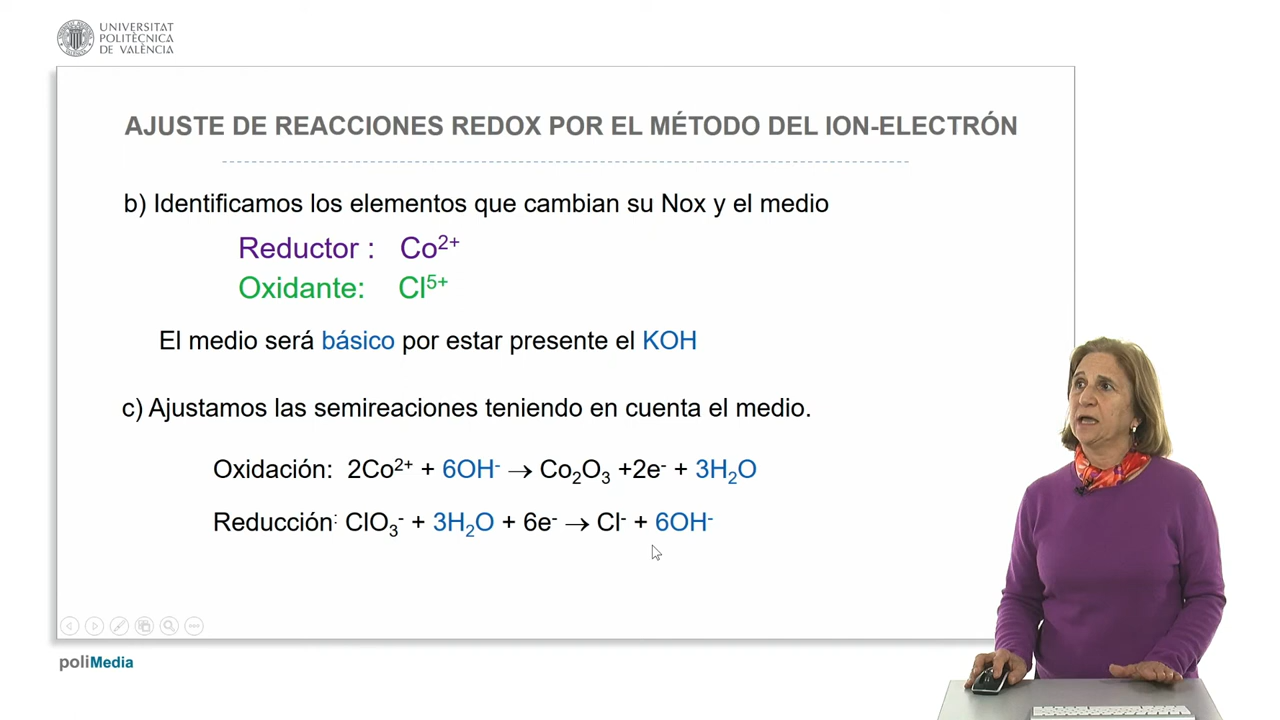 UNIVERSITAT
POLITÈCNICA
DE VALÈNCIA
AJUSTE DE REACCIONES REDOX POR EL MÉTODO DEL ION-ELECTRÓN
b) Identificamos los elementos que cambian su Nox y el medio
Reductor : Co²⁺
Oxidante: Cl⁵⁺
El medio será básico por estar presente el KOH
c) Ajustamos las semireaciones teniendo en cuenta el medio.
Oxidación: 2Co²⁺ + 6OH⁻ → Co₂O₃ +2e⁻ + 3H₂O
Reducción: ClO₃⁻ + 3H₂O + 6e⁻ → Cl⁻ + 6OH⁻
poliMedia